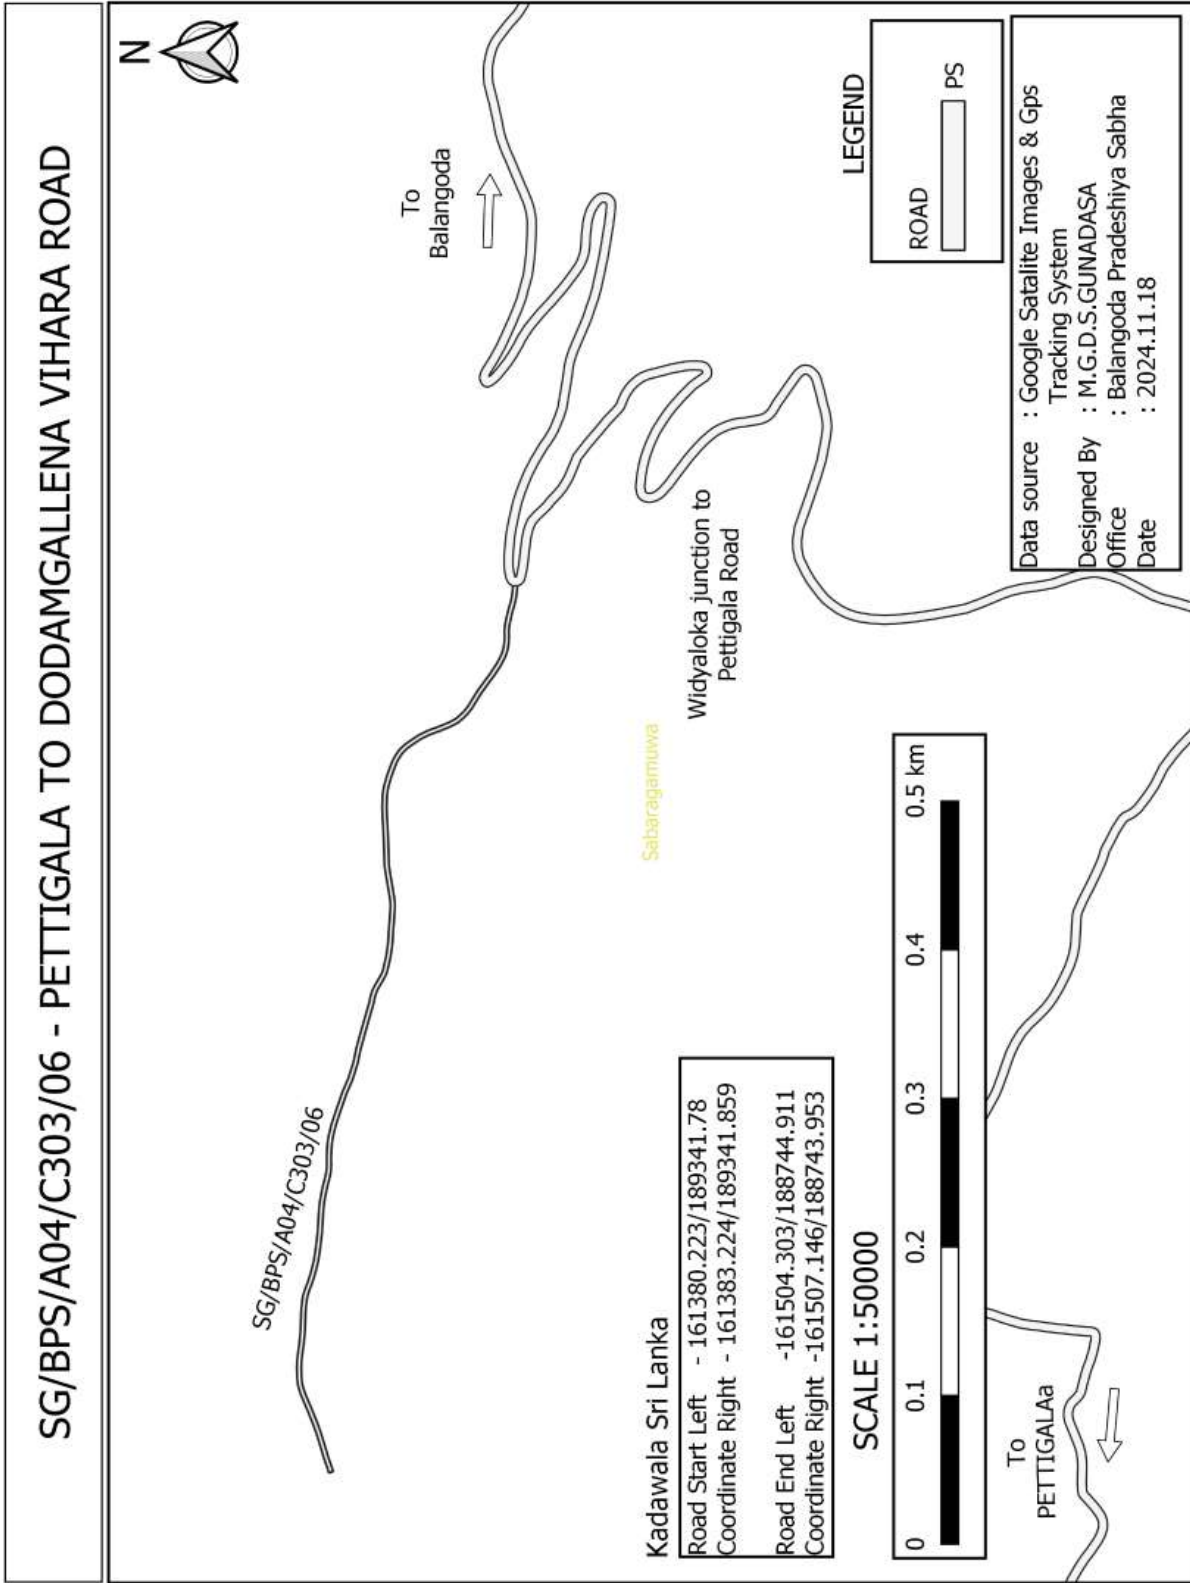 SG/BPS/A04/C303/06 - PETTIGALA TO DODAMGALLENA VIHARA ROAD
N
To
Balangoda
SG/BPS/A04/C303/06
Sabaragamuwa
Widyaloka junction to
Pettigala Road
Kadawala Sri Lanka
Road Start Left - 161380.223/189341.78
Coordinate Right - 161383.224/189341.859
Road End Left -161504.303/188744.911
Coordinate Right -161507.146/188743.953
SCALE 1:50000
0 0.1 0.2 0.3 0.4 0.5 km
To
PETTIGALAa
LEGEND
ROAD
PS
Data source : Google Satalite Images & Gps
Tracking System
Designed By : M.G.D.S.GUNADASA
Office : Balangoda Pradeshiya Sabha
Date : 2024.11.18